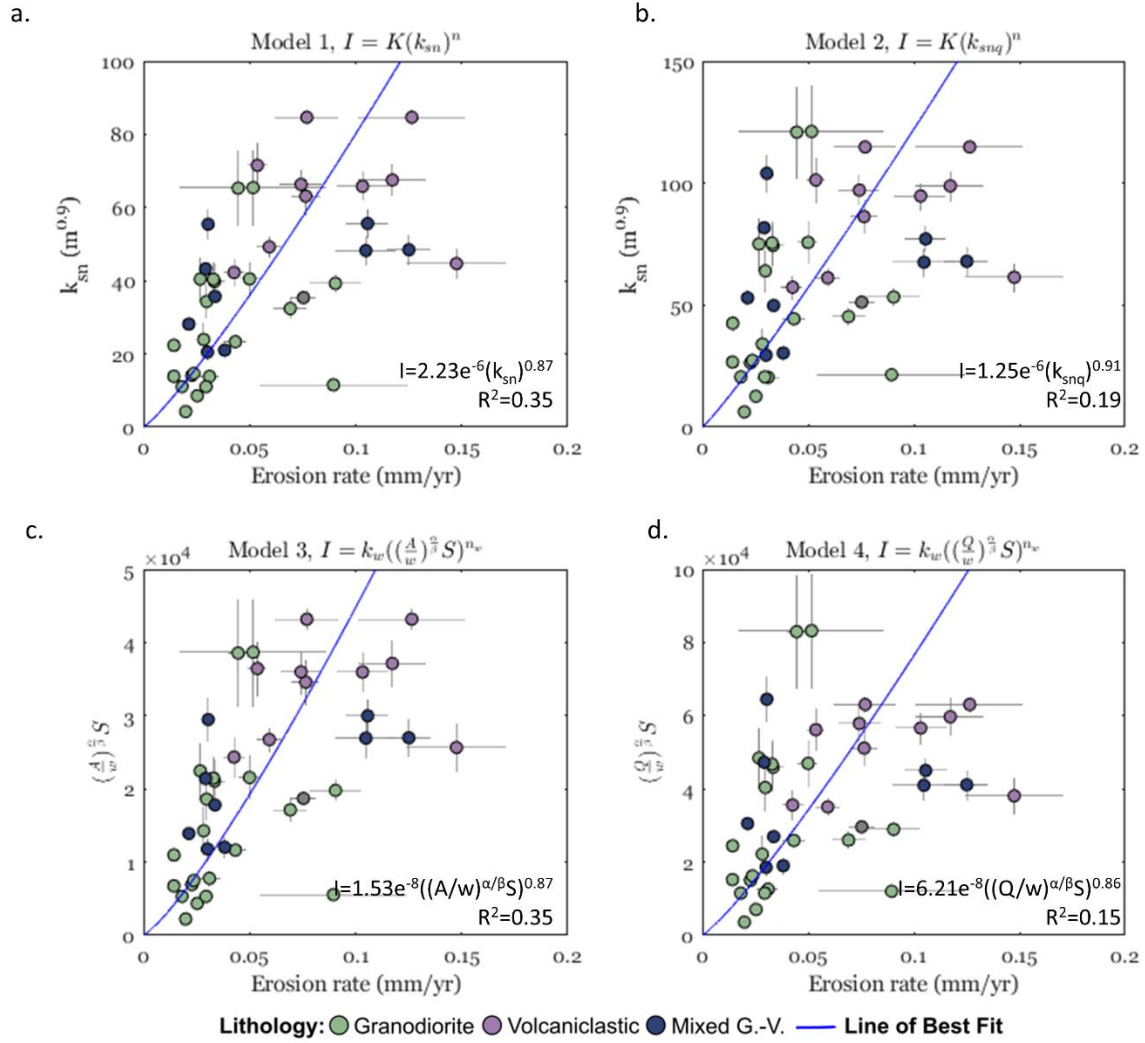 a.
Model 1, I = K(k_sn)^n
100
80
60
40
20
0
k_sn (m^0.9)
0
0.05
0.1
0.15
0.2
Erosion rate (mm/yr)
I=2.23e^-6(k_sn)^0.87
R^2=0.35
b.
Model 2, I = K(k_snq)^n
150
100
50
0
k_sn (m^0.9)
0
0.05
0.1
0.15
0.2
Erosion rate (mm/yr)
I=1.25e^-6(k_snq)^0.91
R^2=0.19
c.
×10^4
Model 3, I = k_w((A/w)^(α/β) S)^n_w
5
4
3
2
1
0
(A/w)^(α/β) S
0
0.05
0.1
0.15
0.2
Erosion rate (mm/yr)
I=1.53e^-8((A/w)^α/β S)^0.87
R^2=0.35
d.
×10^4
Model 4, I = k_w((Q/w)^(α/β) S)^n_w
10
8
6
4
2
0
(Q/w)^(α/β) S
0
0.05
0.1
0.15
0.2
Erosion rate (mm/yr)
I=6.21e^-8((Q/w)^α/β S)^0.86
R^2=0.15
Lithology: Granodiorite Volcaniclastic Mixed G.-V. Line of Best Fit